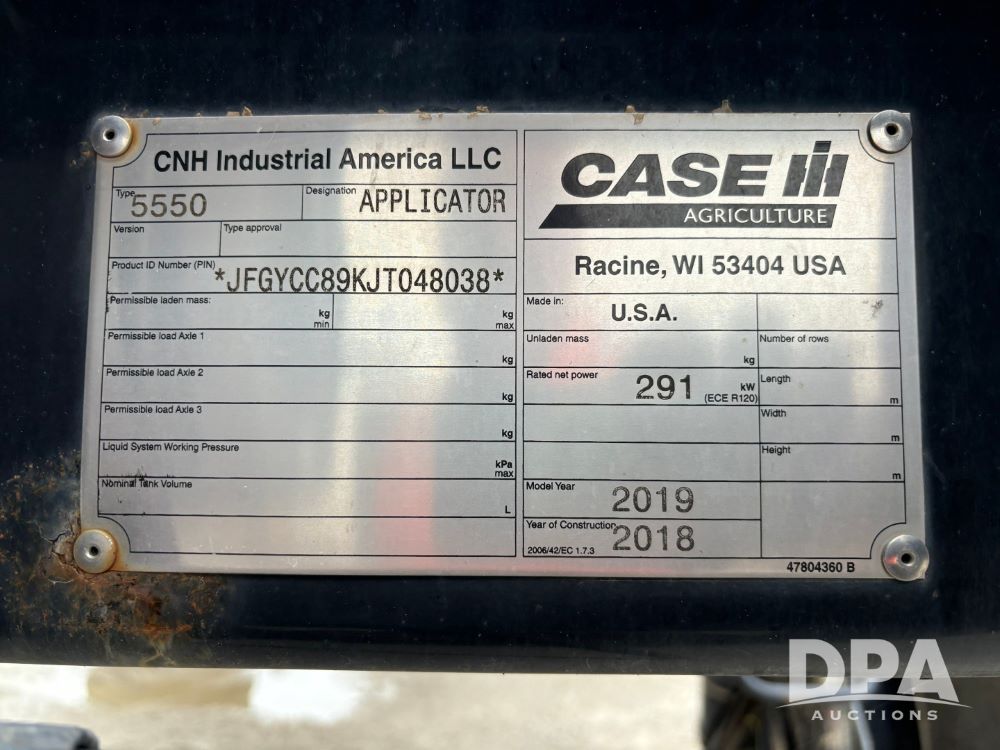 CNH Industrial America LLC
Type 5550 Designation APPLICATOR
Version Type approval
Product ID Number (PIN) *JFGYCC89KJT048038*
Permissible laden mass: kg min kg max
Permissible load Axle 1 kg
Permissible load Axle 2 kg
Permissible load Axle 3 kg
Liquid System Working Pressure kPa max
Nominal Tank Volume L
CASE IH
AGRICULTURE
Racine, WI 53404 USA
Made in: U.S.A.
Unladen mass kg Number of rows
Rated net power 291 kW (ECE R120) Length m
Width m
Height m
Model Year 2019
Year of Construction 2018
2006/42/EC 1.7.3
47804360 B
DPA
AUCTIONS